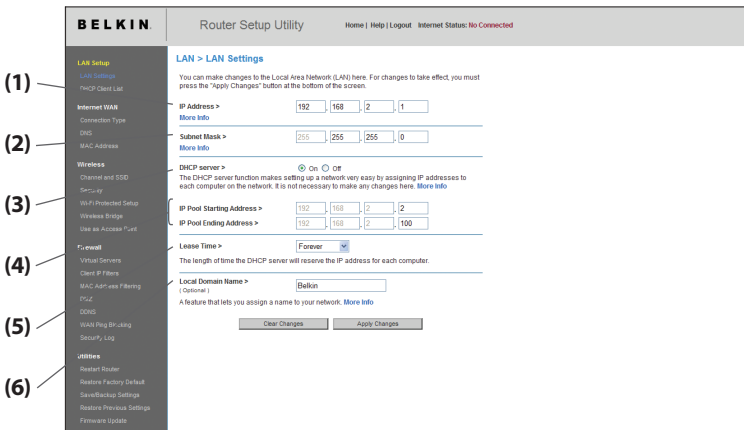 BELKIN.
Router Setup Utility
Home | Help | Logout Internet Status: No Connected
LAN Setup
LAN Settings
DHCP Client List
Internet WAN
Connection Type
DNS
MAC Address
Wireless
Channel and SSID
Security
Wi-Fi Protected Setup
Wireless Bridge
Use as Access Point
Firewall
Virtual Servers
Client IP Filters
MAC Address Filtering
DMZ
DDNS
WAN Ping Blocking
Security Log
Utilities
Restart Router
Restore Factory Default
Save/Backup Settings
Restore Previous Settings
Firmware Update
(1)
(2)
(3)
(4)
(5)
(6)
LAN > LAN Settings
You can make changes to the Local Area Network (LAN) here. For changes to take effect, you must
press the "Apply Changes" button at the bottom of the screen.
IP Address > 192 . 168 . 2 . 1
More Info
Subnet Mask > 255 . 255 . 255 . 0
More Info
DHCP server > On Off
The DHCP server function makes setting up a network very easy by assigning IP addresses to
each computer on the network. It is not necessary to make any changes here. More Info
IP Pool Starting Address > 192 . 168 . 2 . 2
IP Pool Ending Address > 192 . 168 . 2 . 100
Lease Time > Forever
The length of time the DHCP server will reserve the IP address for each computer.
Local Domain Name > Belkin
( Optional )
A feature that lets you assign a name to your network. More Info
Clear Changes Apply Changes